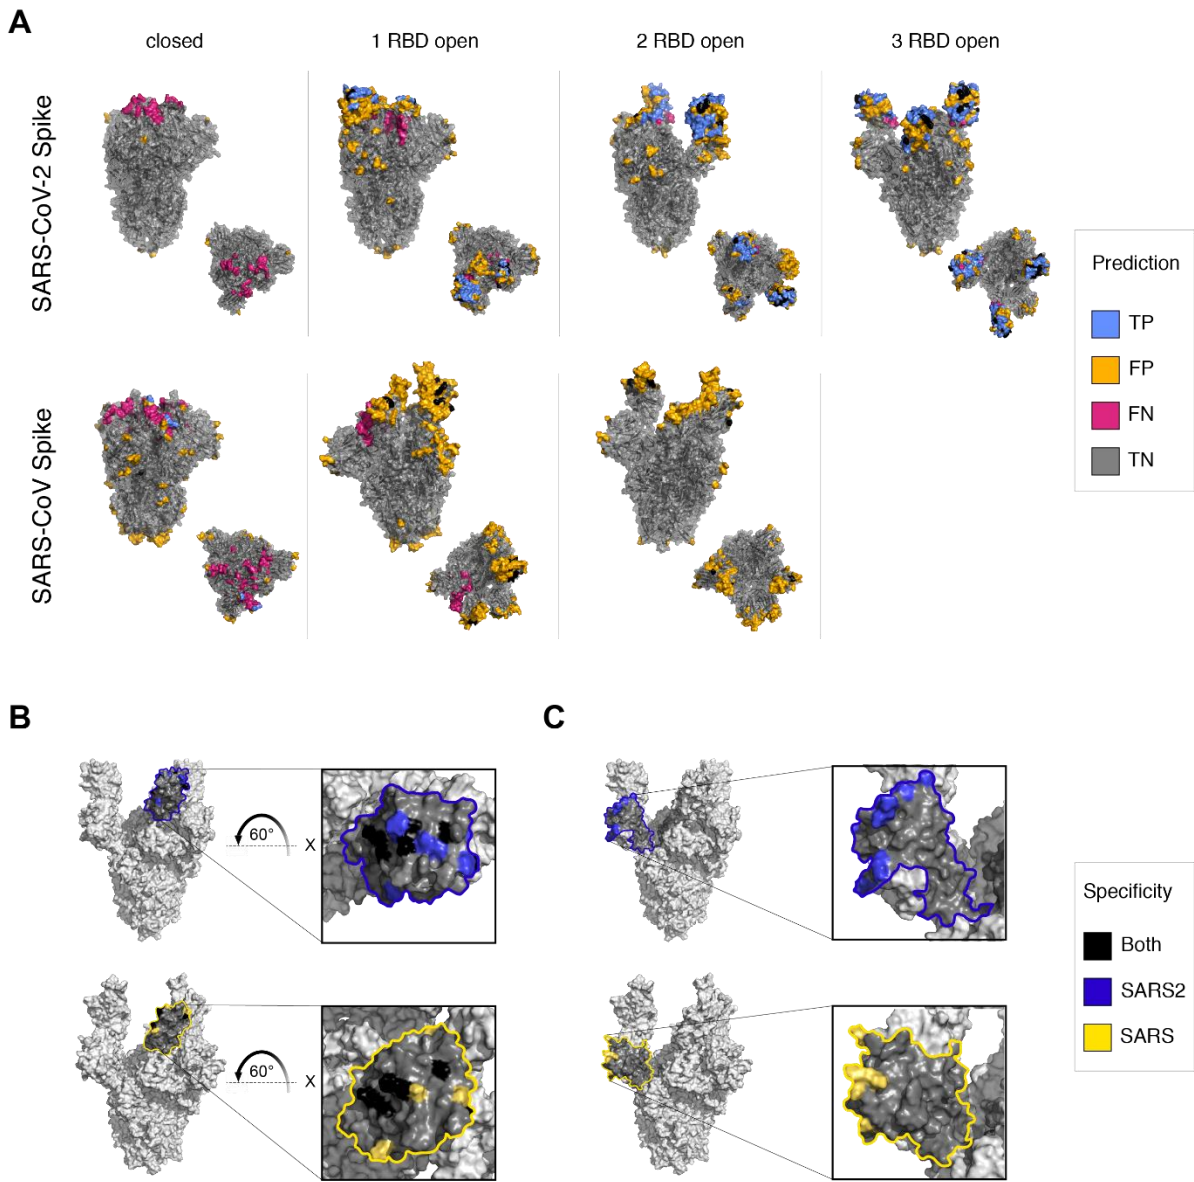 A
closed
1 RBD open
2 RBD open
3 RBD open
SARS-CoV-2 Spike
Prediction
TP
FP
FN
TN
SARS-CoV Spike
B
C
60°
X
Specificity
Both
SARS2
SARS
60°
X